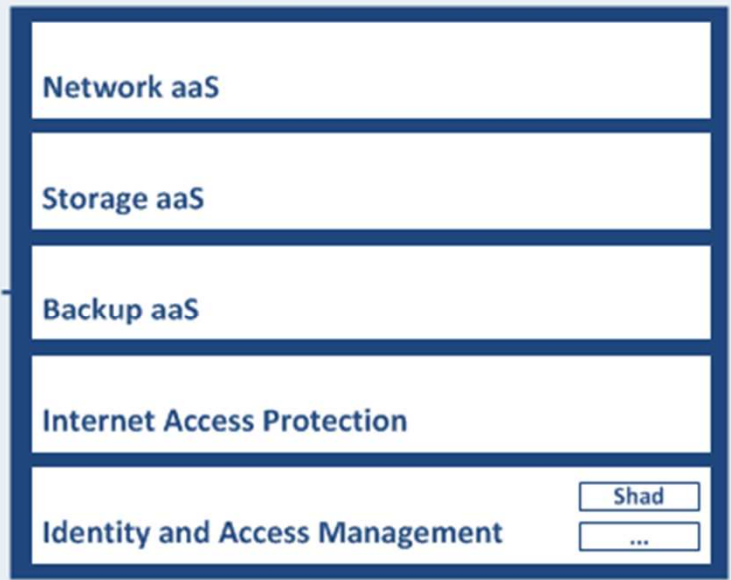 Network aaS
Storage aaS
Backup aaS
Internet Access Protection
Shad
Identity and Access Management
...